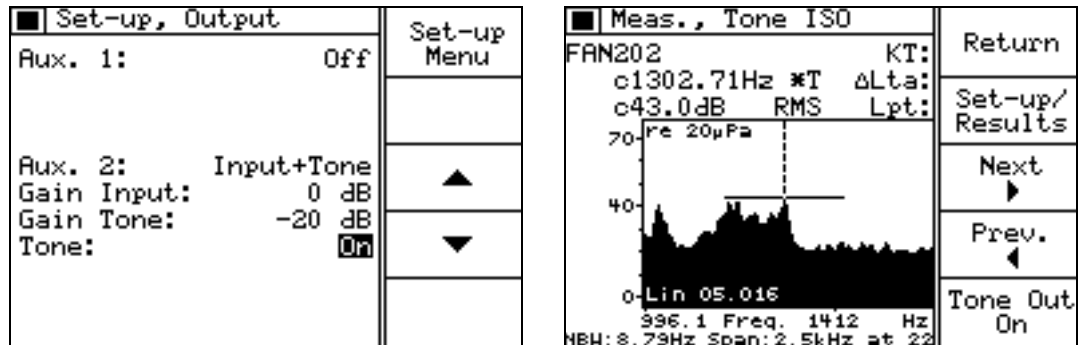 Set-up, Output
Set-up
Menu
Aux. 1: Off
Aux. 2: Input+Tone
Gain Input: 0 dB
Gain Tone: -20 dB
Tone: On
Meas., Tone ISO
FAN202 KT:
c1302.71Hz *T ΔLta:
c43.0dB RMS Lpt:
70 re 20µPa
40
0 Lin 05.016
996.1 Freq. 1412 Hz
NBW:8.79Hz Span:2.5kHz at 22
Return
Set-up/
Results
Next
Prev.
Tone Out
On